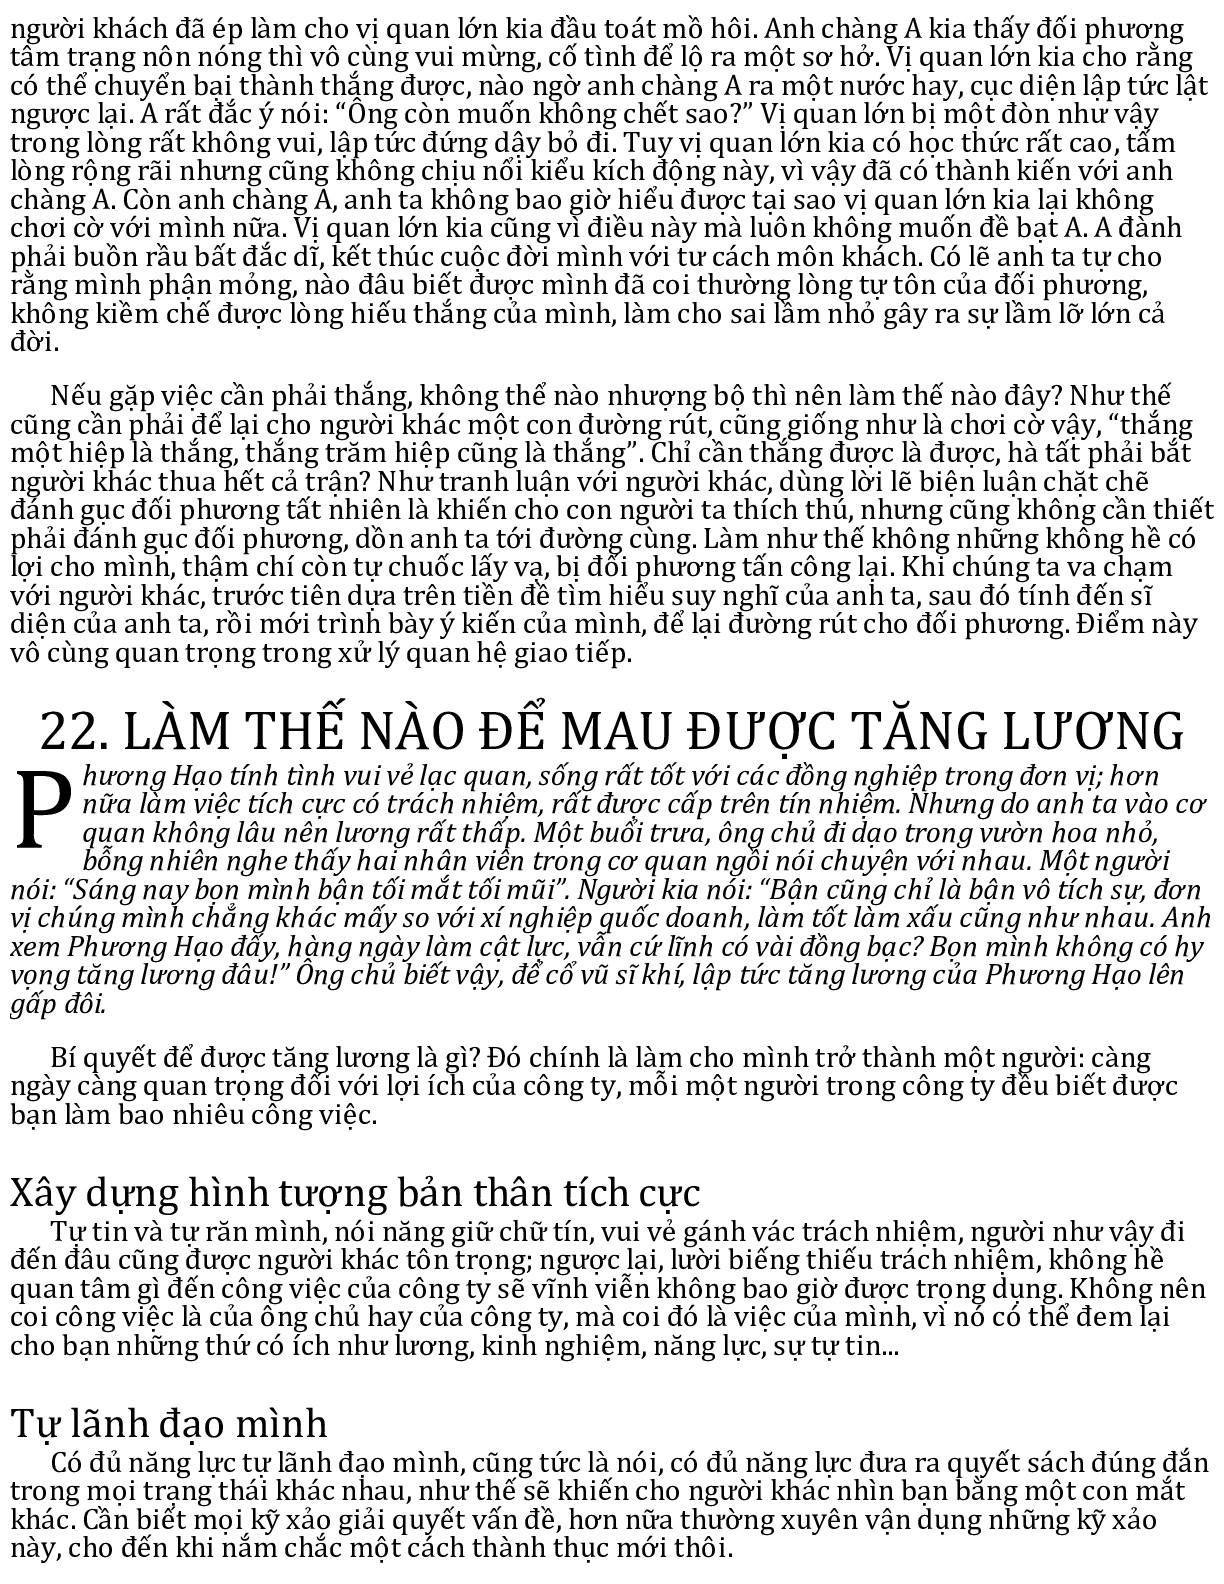 người khách đã ép làm cho vị quan lớn kia đầu toát mồ hôi. Anh chàng A kia thấy đối phương
tâm trạng nôn nóng thì vô cùng vui mừng, cố tình để lộ ra một sơ hở. Vị quan lớn kia cho rằng
có thể chuyển bại thành thắng được, nào ngờ anh chàng A ra một nước hay, cục diện lập tức lật
ngược lại. A rất đắc ý nói: “Ông còn muốn không chết sao?” Vị quan lớn bị một đòn như vậy
trong lòng rất không vui, lập tức đứng dậy bỏ đi. Tuy vị quan lớn kia có học thức rất cao, tấm
lòng rộng rãi nhưng cũng không chịu nổi kiểu kích động này, vì vậy đã có thành kiến với anh
chàng A. Còn anh chàng A, anh ta không bao giờ hiểu được tại sao vị quan lớn kia lại không
chơi cờ với mình nữa. Vị quan lớn kia cũng vì điều này mà luôn không muốn đề bạt A. A đành
phải buồn rầu bất đắc dĩ, kết thúc cuộc đời mình với tư cách môn khách. Có lẽ anh ta tự cho
rằng mình phận mỏng, nào đâu biết được mình đã coi thường lòng tự tôn của đối phương,
không kiềm chế được lòng hiếu thắng của mình, làm cho sai lầm nhỏ gây ra sự lầm lỡ lớn cả
đời.
Nếu gặp việc cần phải thắng, không thể nào nhượng bộ thì nên làm thế nào đây? Như thế
cũng cần phải để lại cho người khác một con đường rút, cũng giống như là chơi cờ vậy, “thắng
một hiệp là thắng, thắng trăm hiệp cũng là thắng”. Chỉ cần thắng được là được, hà tất phải bắt
người khác thua hết cả trận? Như tranh luận với người khác, dùng lời lẽ biện luận chặt chẽ
đánh gục đối phương tất nhiên là khiến cho con người ta thích thú, nhưng cũng không cần thiết
phải đánh gục đối phương, dồn anh ta tới đường cùng. Làm như thế không những không hề có
lợi cho mình, thậm chí còn tự chuốc lấy vạ, bị đối phương tấn công lại. Khi chúng ta va chạm
với người khác, trước tiên dựa trên tiền đề tìm hiểu suy nghĩ của anh ta, sau đó tính đến sĩ
diện của anh ta, rồi mới trình bày ý kiến của mình, để lại đường rút cho đối phương. Điểm này
vô cùng quan trọng trong xử lý quan hệ giao tiếp.
22. LÀM THẾ NÀO ĐỂ MAU ĐƯỢC TĂNG LƯƠNG
Phương Hạo tính tình vui vẻ lạc quan, sống rất tốt với các đồng nghiệp trong đơn vị; hơn
nữa làm việc tích cực có trách nhiệm, rất được cấp trên tín nhiệm. Nhưng do anh ta vào cơ
quan không lâu nên lương rất thấp. Một buổi trưa, ông chủ đi dạo trong vườn hoa nhỏ,
bỗng nhiên nghe thấy hai nhân viên trong cơ quan ngồi nói chuyện với nhau. Một người
nói: “Sáng nay bọn mình bận tối mắt tối mũi”. Người kia nói: “Bận cũng chỉ là bận vô tích sự, đơn
vị chúng mình chẳng khác mấy so với xí nghiệp quốc doanh, làm tốt làm xấu cũng như nhau. Anh
xem Phương Hạo đấy, hàng ngày làm cật lực, vẫn cứ lĩnh có vài đồng bạc? Bọn mình không có hy
vọng tăng lương đâu!” Ông chủ biết vậy, để cổ vũ sĩ khí, lập tức tăng lương của Phương Hạo lên
gấp đôi.
Bí quyết để được tăng lương là gì? Đó chính là làm cho mình trở thành một người: càng
ngày càng quan trọng đối với lợi ích của công ty, mỗi một người trong công ty đều biết được
bạn làm bao nhiêu công việc.
Xây dựng hình tượng bản thân tích cực
Tự tin và tự răn mình, nói năng giữ chữ tín, vui vẻ gánh vác trách nhiệm, người như vậy đi
đến đâu cũng được người khác tôn trọng; ngược lại, lười biếng thiếu trách nhiệm, không hề
quan tâm gì đến công việc của công ty sẽ vĩnh viễn không bao giờ được trọng dụng. Không nên
coi công việc là của ông chủ hay của công ty, mà coi đó là việc của mình, vì nó có thể đem lại
cho bạn những thứ có ích như lương, kinh nghiệm, năng lực, sự tự tin...
Tự lãnh đạo mình
Có đủ năng lực tự lãnh đạo mình, cũng tức là nói, có đủ năng lực đưa ra quyết sách đúng đắn
trong mọi trạng thái khác nhau, như thế sẽ khiến cho người khác nhìn bạn bằng một con mắt
khác. Cần biết mọi kỹ xảo giải quyết vấn đề, hơn nữa thường xuyên vận dụng những kỹ xảo
này, cho đến khi nắm chắc một cách thành thục mới thôi.